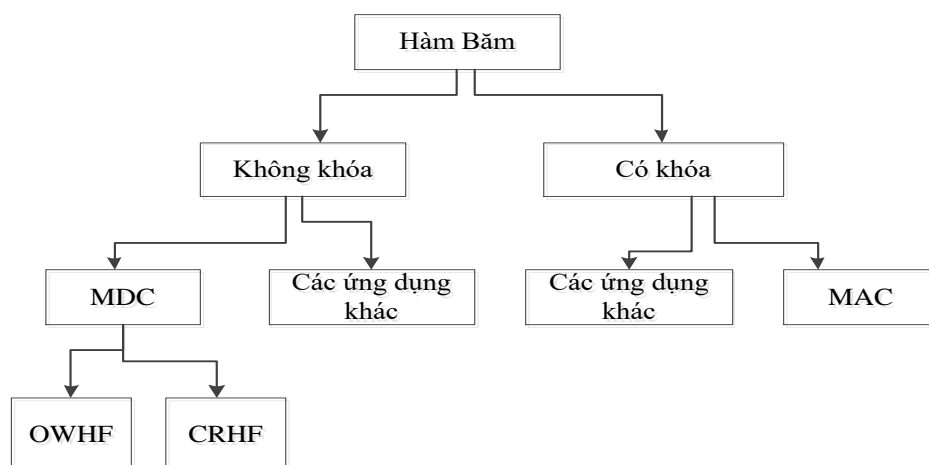 Hàm Băm
Không khóa
Có khóa
MDC
Các ứng dụng
khác
Các ứng dụng
khác
MAC
OWHF
CRHF